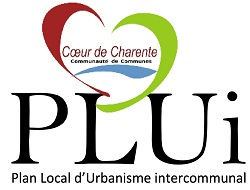 Cœur de Charente
Communauté de Communes
PLUi
Plan Local d'Urbanisme intercommunal